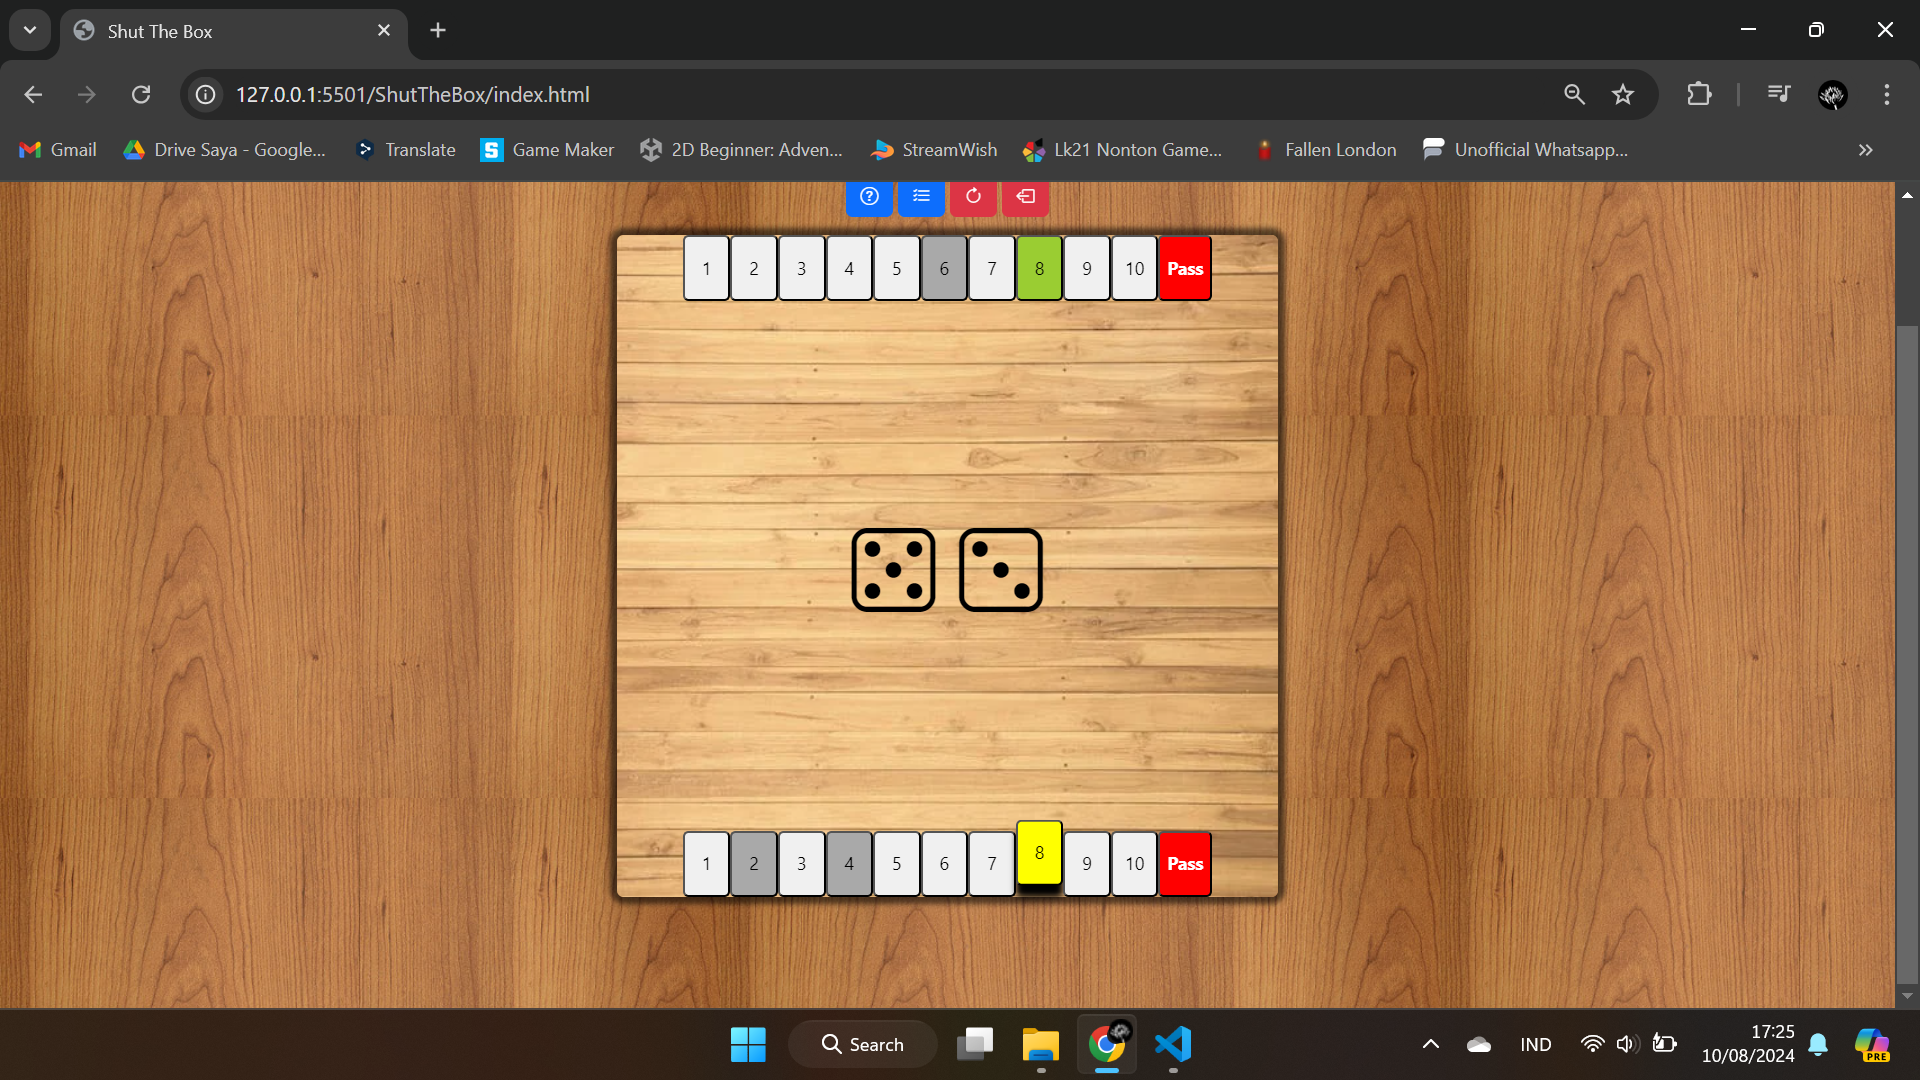 Shut The Box
127.0.0.1:5501/ShutTheBox/index.html
Gmail Drive Saya - Google... Translate Game Maker 2D Beginner: Adven... StreamWish Lk21 Nonton Game... Fallen London Unofficial Whatsapp...
1 2 3 4 5 6 7 8 9 10 Pass
1 2 3 4 5 6 7 8 9 10 Pass
Search IND 17:25
10/08/2024
PRE